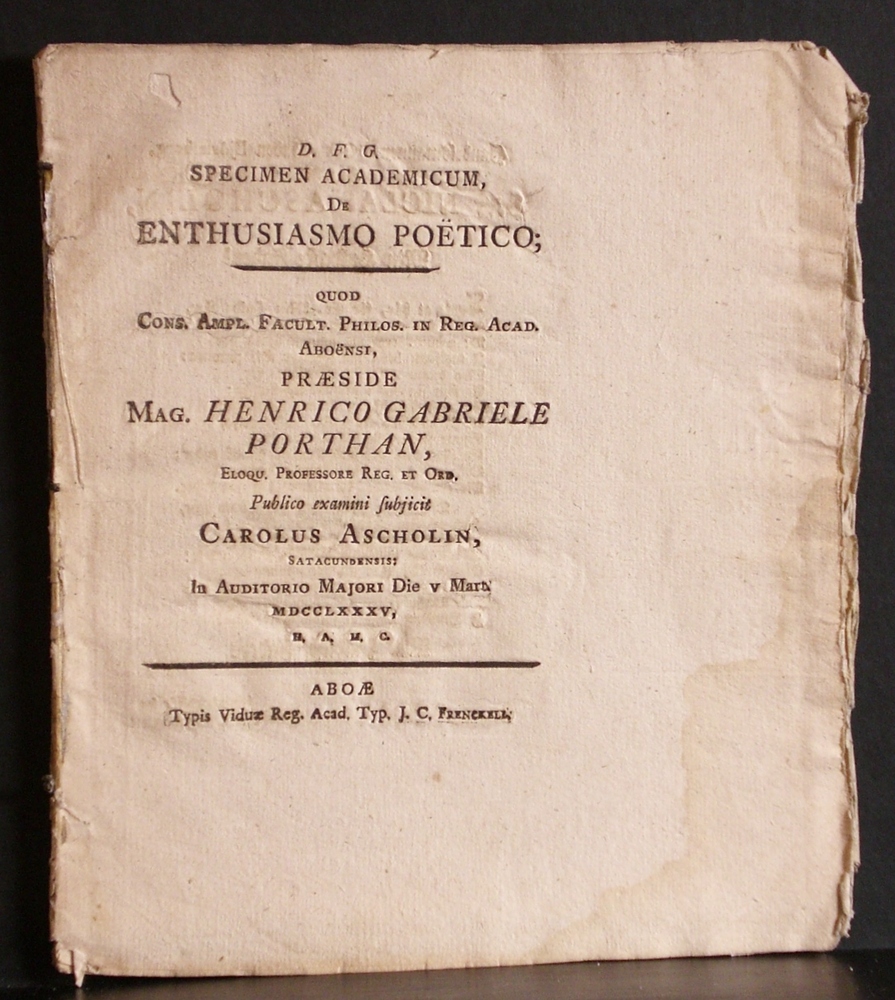 D. F. G.
SPECIMEN ACADEMICUM,
DE
ENTHUSIASMO POËTICO;
QUOD
CONS. AMPL. FACULT. PHILOS. IN REG. ACAD.
ABOëNSI,
PRÆSIDE
MAG. HENRICO GABRIELE
PORTHAN,
ELOQU. PROFESSORE REG. ET ORD.
Publico examini ſubjicit
CAROLUS ASCHOLIN,
SATACUNDENSIS:
In AUDITORIO MAJORI Die V Mart.
MDCCLXXXV,
H. A. M. C.
ABOÆ
Typis Viduæ Reg. Acad. Typ. J. C. FRENCKELL,